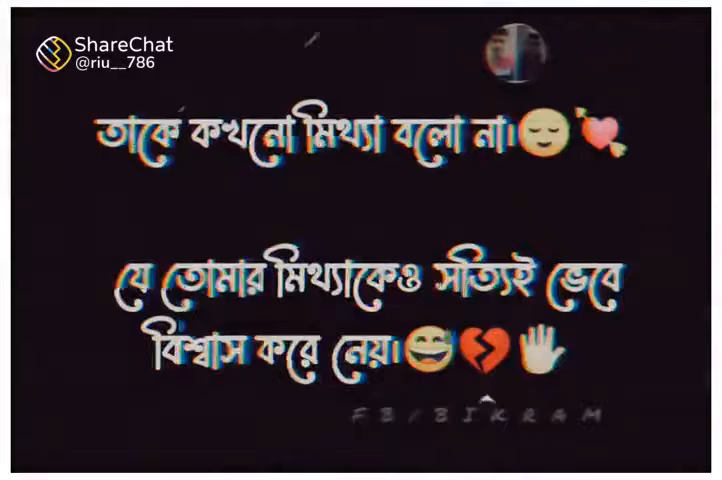 ShareChat
@riu__786
তাকে কখনো মিথ্যা বলো না।😌💘
যে তোমার মিথ্যাকেও সত্যিই ভেবে
বিশ্বাস করে নেয়।😅💔🖐
FB/BIKRAM